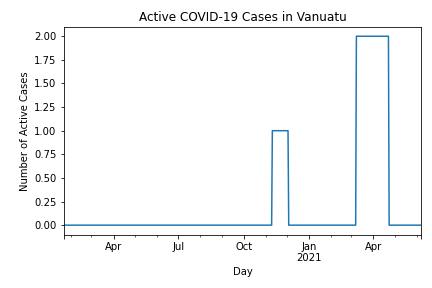 Active COVID-19 Cases in Vanuatu
2.00
1.75
1.50
1.25
1.00
0.75
0.50
0.25
0.00
Number of Active Cases
Apr Jul Oct Jan Apr
2021
Day